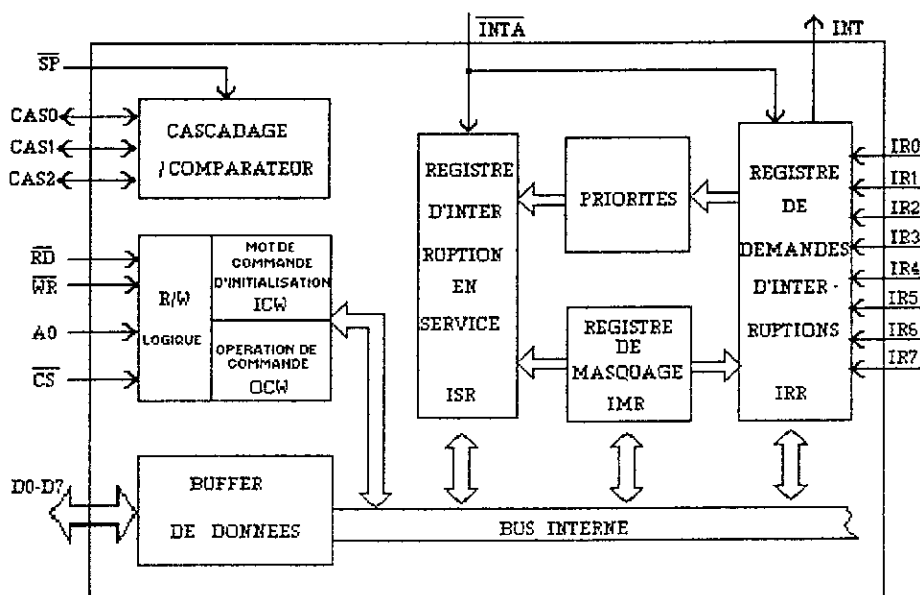 INTA
INT
SP
CAS0
CAS1
CAS2
CASCADAGE
/COMPARATEUR
RD
WR
A0
CS
R/W
LOGIQUE
MOT DE
COMMANDE
D'INITIALISATION
ICW
OPERATION DE
COMMANDE
OCW
REGISTRE
D'INTER
RUPTION
EN
SERVICE
ISR
PRIORITES
REGISTRE
DE
MASQUAGE
IMR
REGISTRE
DE
DEMANDES
D'INTER-
RUPTIONS
IRR
IR0
IR1
IR2
IR3
IR4
IR5
IR6
IR7
D0-D7
BUFFER
DE DONNEES
BUS INTERNE